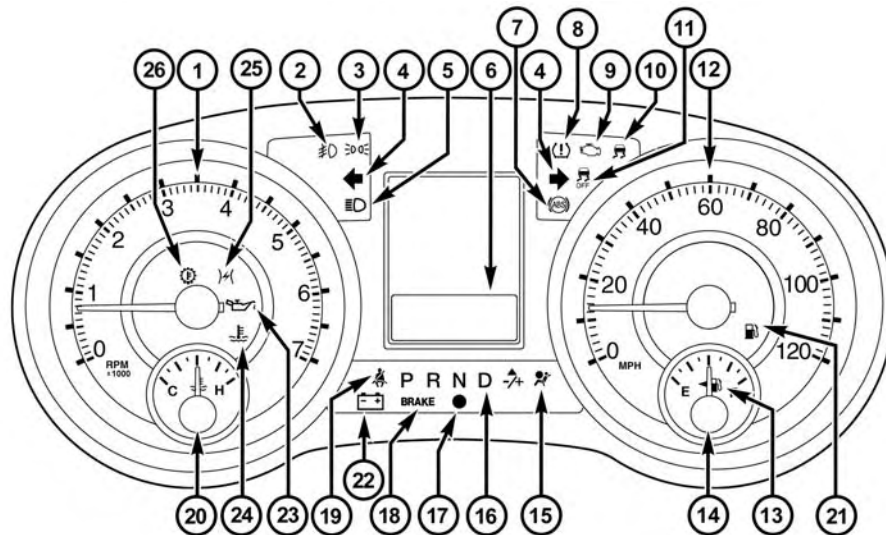 7 8 11
26 1 25 2 3 4 5 6 4 9 10 12
(!)
OFF
ABS
3 4
2 5
1 6
0 7
RPM
×1000
60
40 80
20 100
0 120
MPH
C H
E
P R N D -/+
BRAKE
- +
20 24 23 19 22 18 17 16 15 14 13 21